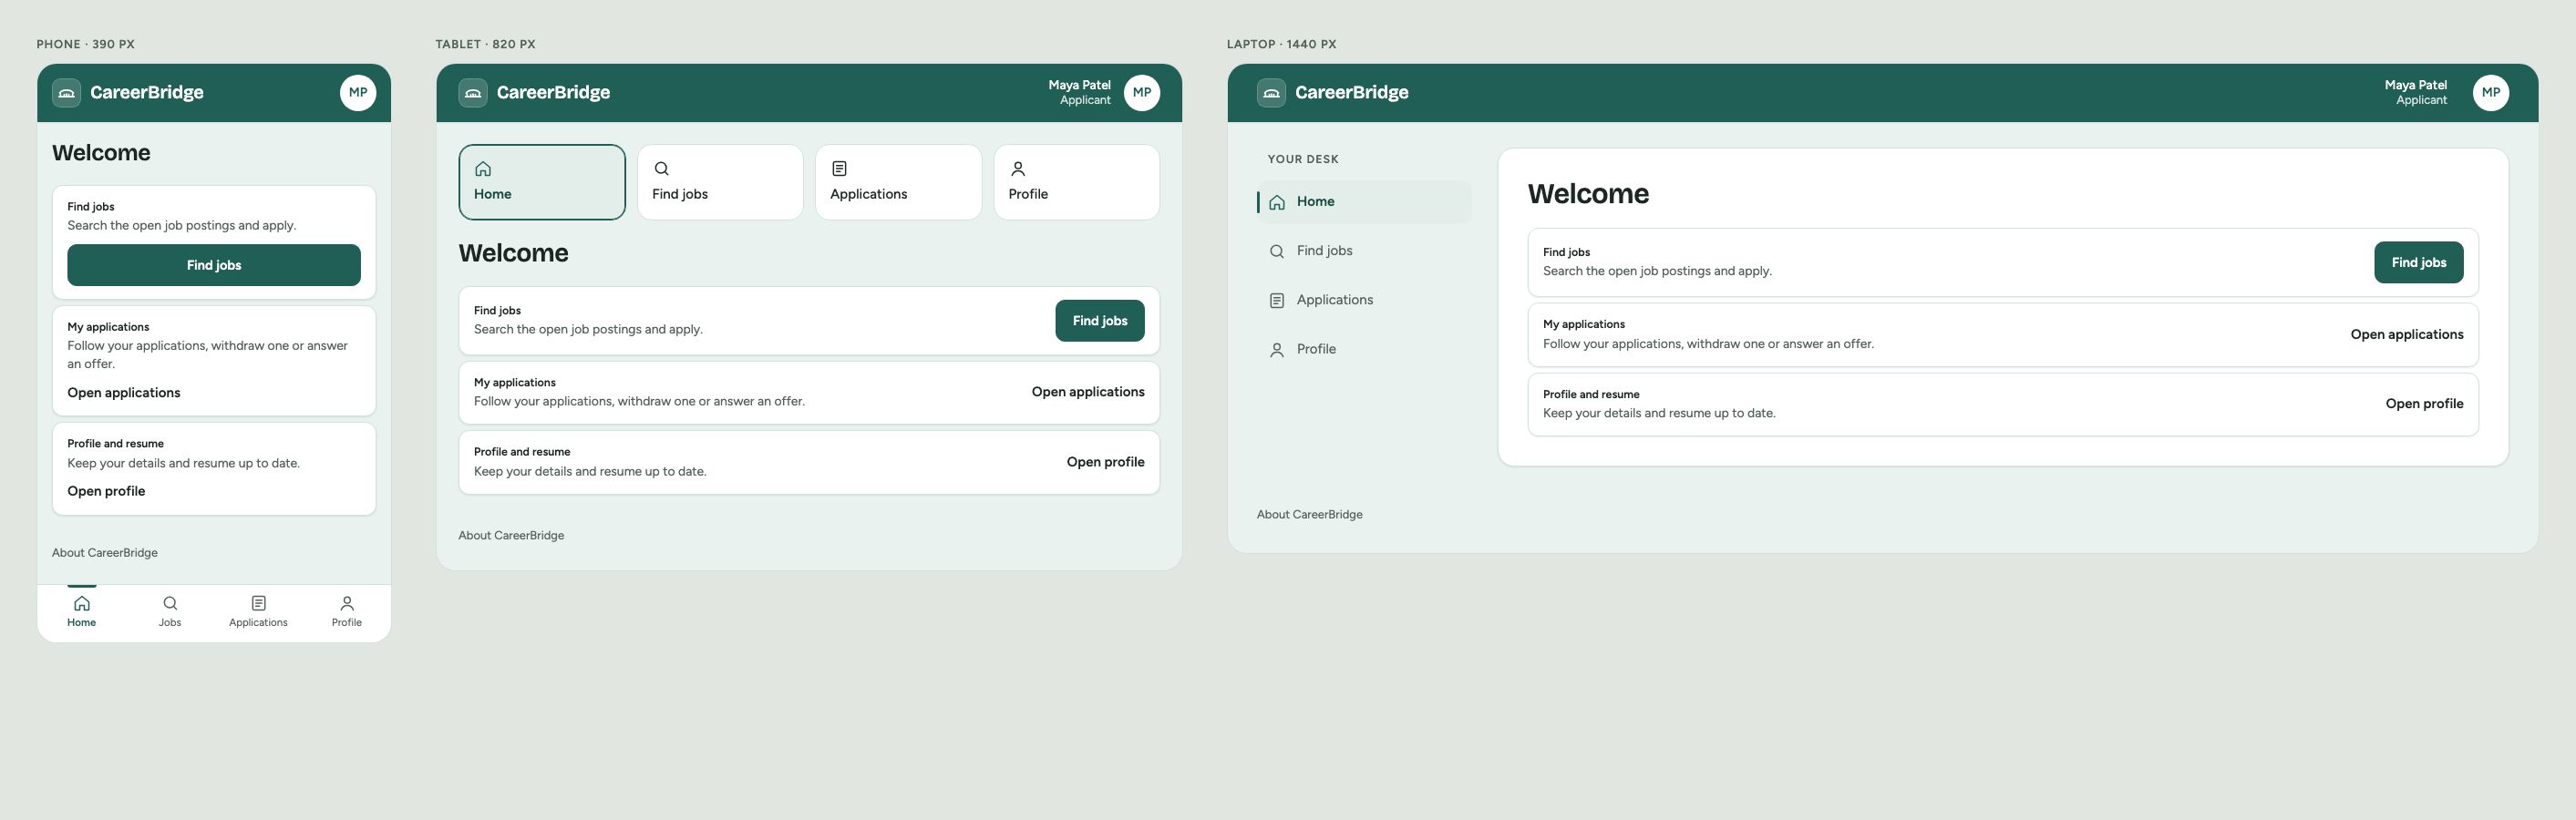 PHONE · 390 PX
CareerBridge
MP
Welcome
Find jobs
Search the open job postings and apply.
Find jobs
My applications
Follow your applications, withdraw one or answer
an offer.
Open applications
Profile and resume
Keep your details and resume up to date.
Open profile
About CareerBridge
Home
Jobs
Applications
Profile
TABLET · 820 PX
CareerBridge
Maya Patel
Applicant
MP
Home
Find jobs
Applications
Profile
Welcome
Find jobs
Search the open job postings and apply.
Find jobs
My applications
Follow your applications, withdraw one or answer an offer.
Open applications
Profile and resume
Keep your details and resume up to date.
Open profile
About CareerBridge
LAPTOP · 1440 PX
CareerBridge
Maya Patel
Applicant
MP
YOUR DESK
Home
Find jobs
Applications
Profile
Welcome
Find jobs
Search the open job postings and apply.
Find jobs
My applications
Follow your applications, withdraw one or answer an offer.
Open applications
Profile and resume
Keep your details and resume up to date.
Open profile
About CareerBridge